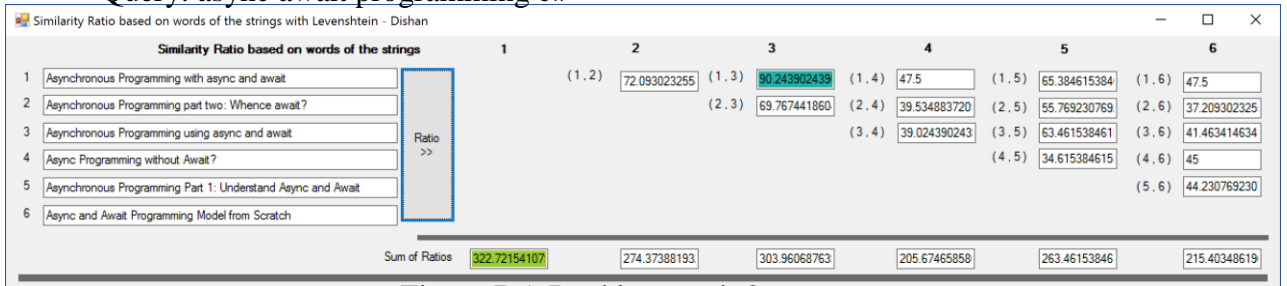 Query: async await programming c#
Similarity Ratio based on words of the strings with Levenshtein - Dishan
Similarity Ratio based on words of the strings 1 2 3 4 5 6
1 Asynchronous Programming with async and await (1,2) 72.093023255 (1,3) 90.243902439 (1,4) 47.5 (1,5) 65.384615384 (1,6) 47.5
2 Asynchronous Programming part two: Whence await? (2,3) 69.767441860 (2,4) 39.534883720 (2,5) 55.769230769 (2,6) 37.209302325
3 Asynchronous Programming using async and await (3,4) 39.024390243 (3,5) 63.461538461 (3,6) 41.463414634
Ratio
>>
4 Async Programming without Await? (4,5) 34.615384615 (4,6) 45
5 Asynchronous Programming Part 1: Understand Async and Await (5,6) 44.230769230
6 Async and Await Programming Model from Scratch
Sum of Ratios 322.72154107 274.37388193 303.96068763 205.67465858 263.46153846 215.40348619